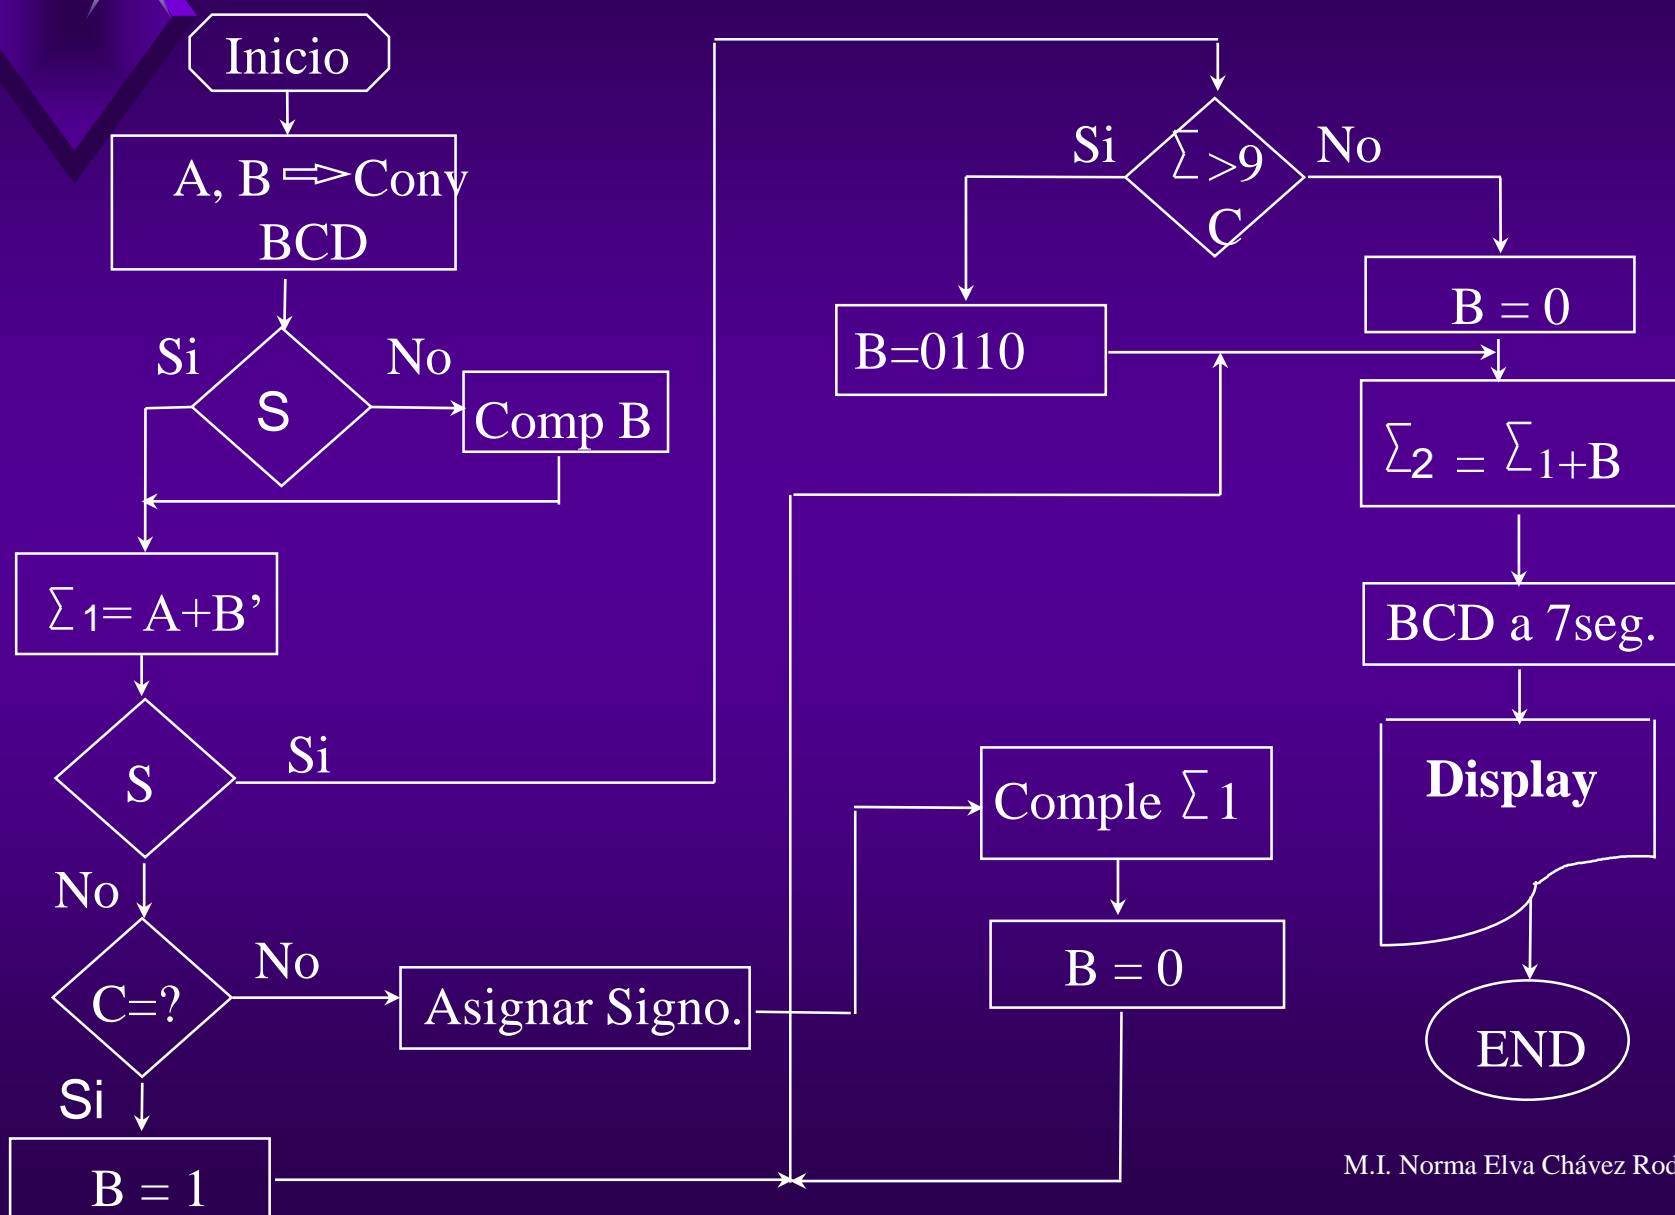 Inicio
A, B ⇨ Conv
BCD
Si
No
S
Comp B
∑1= A+B’
S
Si
No
C=?
No
Si
Asignar Signo.
B = 1
Comple ∑1
B = 0
Si
No
∑>9
C
B=0110
B = 0
∑2 = ∑1+B
BCD a 7seg.
Display
END
M.I. Norma Elva Chávez Rod